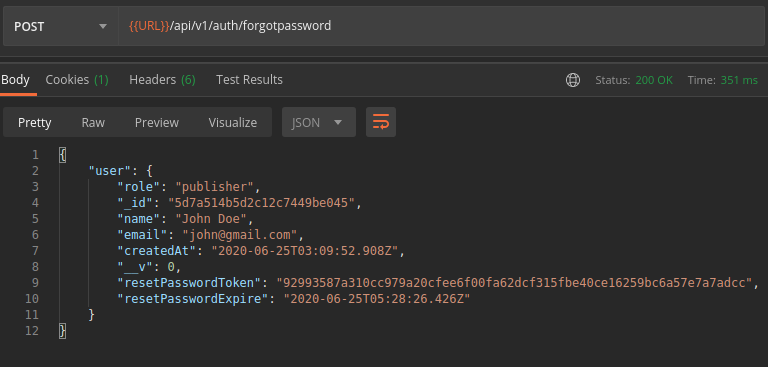 POST {{URL}}/api/v1/auth/forgotpassword
Body Cookies (1) Headers (6) Test Results Status: 200 OK Time: 351 ms
Pretty Raw Preview Visualize JSON
1 {
2 "user": {
3 "role": "publisher",
4 "_id": "5d7a514b5d2c12c7449be045",
5 "name": "John Doe",
6 "email": "john@gmail.com",
7 "createdAt": "2020-06-25T03:09:52.908Z",
8 "__v": 0,
9 "resetPasswordToken": "92993587a310cc979a20cfee6f00fa62dcf315fbe40ce16259bc6a57e7a7adcc",
10 "resetPasswordExpire": "2020-06-25T05:28:26.426Z"
11 }
12 }